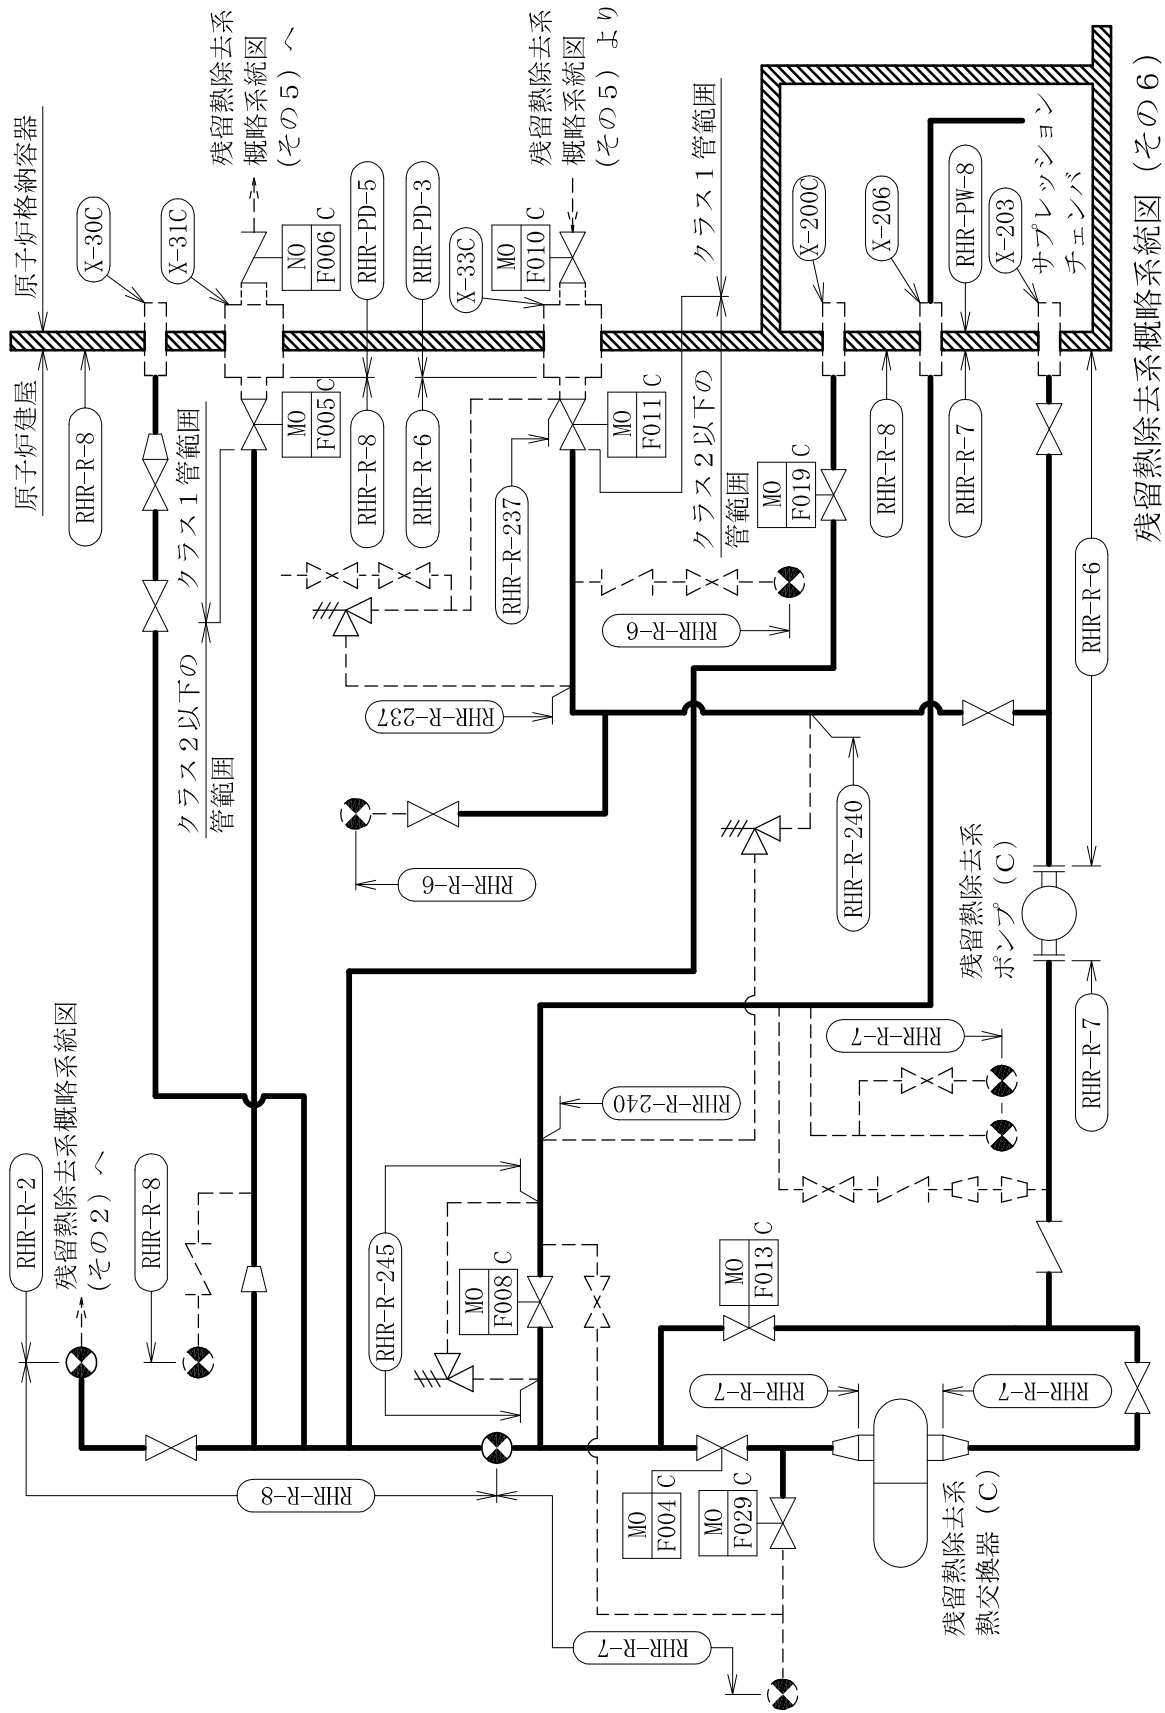 残留熱除去系概略系統図（その６）
RHR-R-2
残留熱除去系概略系統図
(その２) へ
RHR-R-8
RHR-R-8
RHR-R-7
RHR-R-245
MO
F008 C
MO
F004 C
MO
F029 C
MO
F013 C
RHR-R-7
RHR-R-7
残留熱除去系
熱交換器（C）
RHR-R-240
RHR-R-7
RHR-R-7
残留熱除去系
ポンプ（C）
RHR-R-6
RHR-R-240
RHR-R-237
RHR-R-6
RHR-R-6
クラス２以下の
管範囲
クラス１管範囲
原子炉建屋
原子炉格納容器
RHR-R-8
X-30C
X-31C
MO
F005 C
NO
F006 C
残留熱除去系
概略系統図
(その５) へ
RHR-R-8
RHR-PD-5
RHR-R-6
RHR-PD-3
RHR-R-237
X-33C
MO
F011 C
MO
F010 C
残留熱除去系
概略系統図
(その５) より
クラス２以下の
管範囲
クラス１管範囲
MO
F019 C
X-200C
RHR-R-8
X-206
RHR-R-7
RHR-PW-8
X-203
サプレッション
チェンバ
RHR-R-6